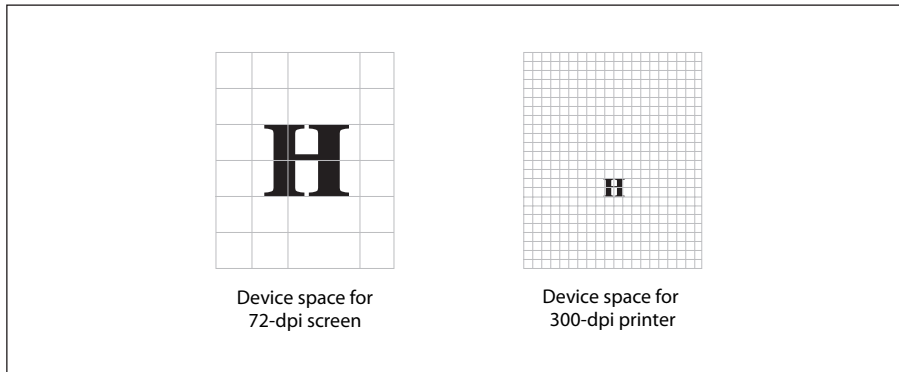 H
H
Device space for
72-dpi screen
Device space for
300-dpi printer